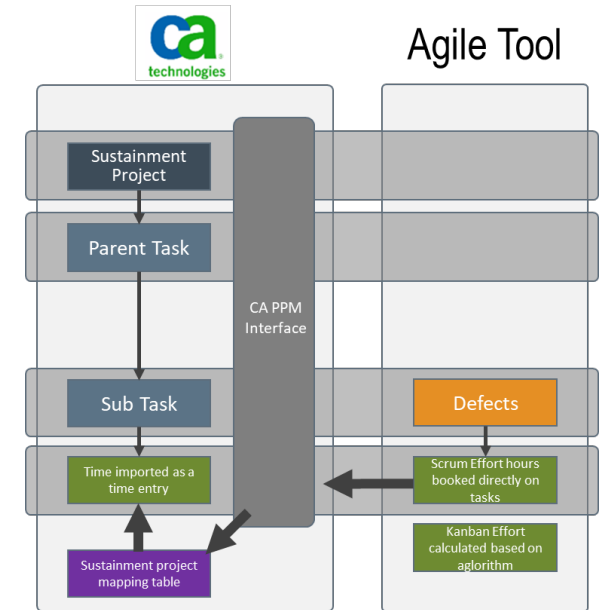 ca
technologies
Agile Tool
Sustainment
Project
Parent Task
CA PPM
Interface
Sub Task
Defects
Time imported as a
time entry
Scrum Effort hours
booked directly on
tasks
Kanban Effort
calculated based on
aglorithm
Sustainment project
mapping table